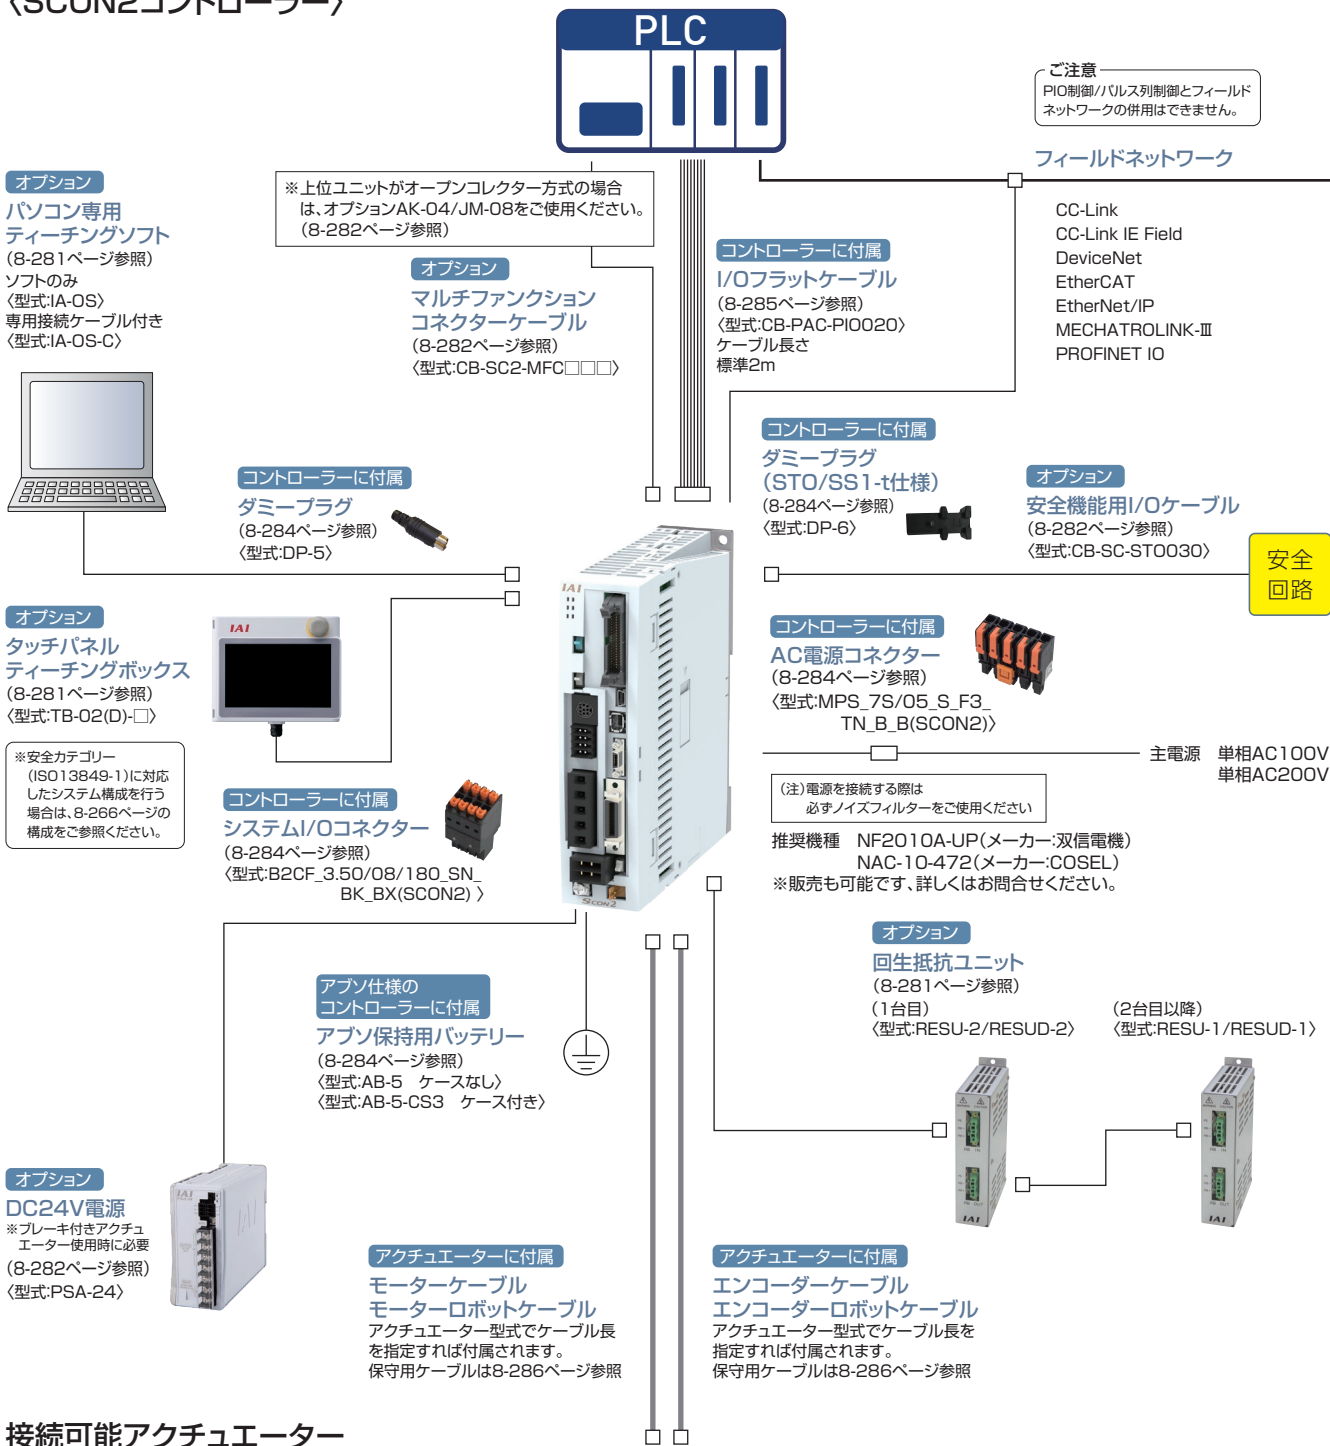 〈SCON2コントローラー〉
PLC
ご注意
PIO制御/パルス列制御とフィールド
ネットワークの併用はできません。
フィールドネットワーク
CC-Link
CC-Link IE Field
DeviceNet
EtherCAT
EtherNet/IP
MECHATROLINK-Ⅲ
PROFINET IO
オプション
パソコン専用
ティーチングソフト
(8-281ページ参照)
ソフトのみ
〈型式:IA-OS〉
専用接続ケーブル付き
〈型式:IA-OS-C〉
※上位ユニットがオープンコレクター方式の場合
は、オプションAK-04/JM-08をご使用ください。
(8-282ページ参照)
オプション
マルチファンクション
コネクターケーブル
(8-282ページ参照)
〈型式:CB-SC2-MFC□□□〉
コントローラーに付属
I/Oフラットケーブル
(8-285ページ参照)
〈型式:CB-PAC-PIO020〉
ケーブル長さ
標準2m
コントローラーに付属
ダミープラグ
(8-284ページ参照)
〈型式:DP-5〉
コントローラーに付属
ダミープラグ
(STO/SS1-t仕様)
(8-284ページ参照)
〈型式:DP-6〉
オプション
安全機能用I/Oケーブル
(8-282ページ参照)
〈型式:CB-SC-STO030〉
安全
回路
オプション
タッチパネル
ティーチングボックス
(8-281ページ参照)
〈型式:TB-02(D)-□〉
IAI
※安全カテゴリー
(ISO13849-1)に対応
したシステム構成を行う
場合は、8-266ページの
構成をご参照ください。
IAI
SCON2
コントローラーに付属
AC電源コネクター
(8-284ページ参照)
〈型式:MPS_7S/05_S_F3_
TN_B_B(SCON2)〉
主電源 単相AC100V
単相AC200V
(注)電源を接続する際は
必ずノイズフィルターをご使用ください
推奨機種 NF2010A-UP(メーカー:双信電機)
NAC-10-472(メーカー:COSEL)
※販売も可能です、詳しくはお問合せください。
コントローラーに付属
システムI/Oコネクター
(8-284ページ参照)
〈型式:B2CF_3.50/08/180_SN_
BK_BX(SCON2) 〉
アブソ仕様の
コントローラーに付属
アブソ保持用バッテリー
(8-284ページ参照)
〈型式:AB-5 ケースなし〉
〈型式:AB-5-CS3 ケース付き〉
オプション
回生抵抗ユニット
(8-281ページ参照)
(1台目)
〈型式:RESU-2/RESUD-2〉
(2台目以降)
〈型式:RESU-1/RESUD-1〉
RB IN
RB OUT
IAI
RB IN
RB OUT
IAI
オプション
DC24V電源
※ブレーキ付きアクチュ
エーター使用時に必要
(8-282ページ参照)
〈型式:PSA-24〉
IAI
アクチュエーターに付属
モーターケーブル
モーターロボットケーブル
アクチュエーター型式でケーブル長
を指定すれば付属されます。
保守用ケーブルは8-286ページ参照
アクチュエーターに付属
エンコーダーケーブル
エンコーダーロボットケーブル
アクチュエーター型式でケーブル長を
指定すれば付属されます。
保守用ケーブルは8-286ページ参照
接続可能アクチュエーター